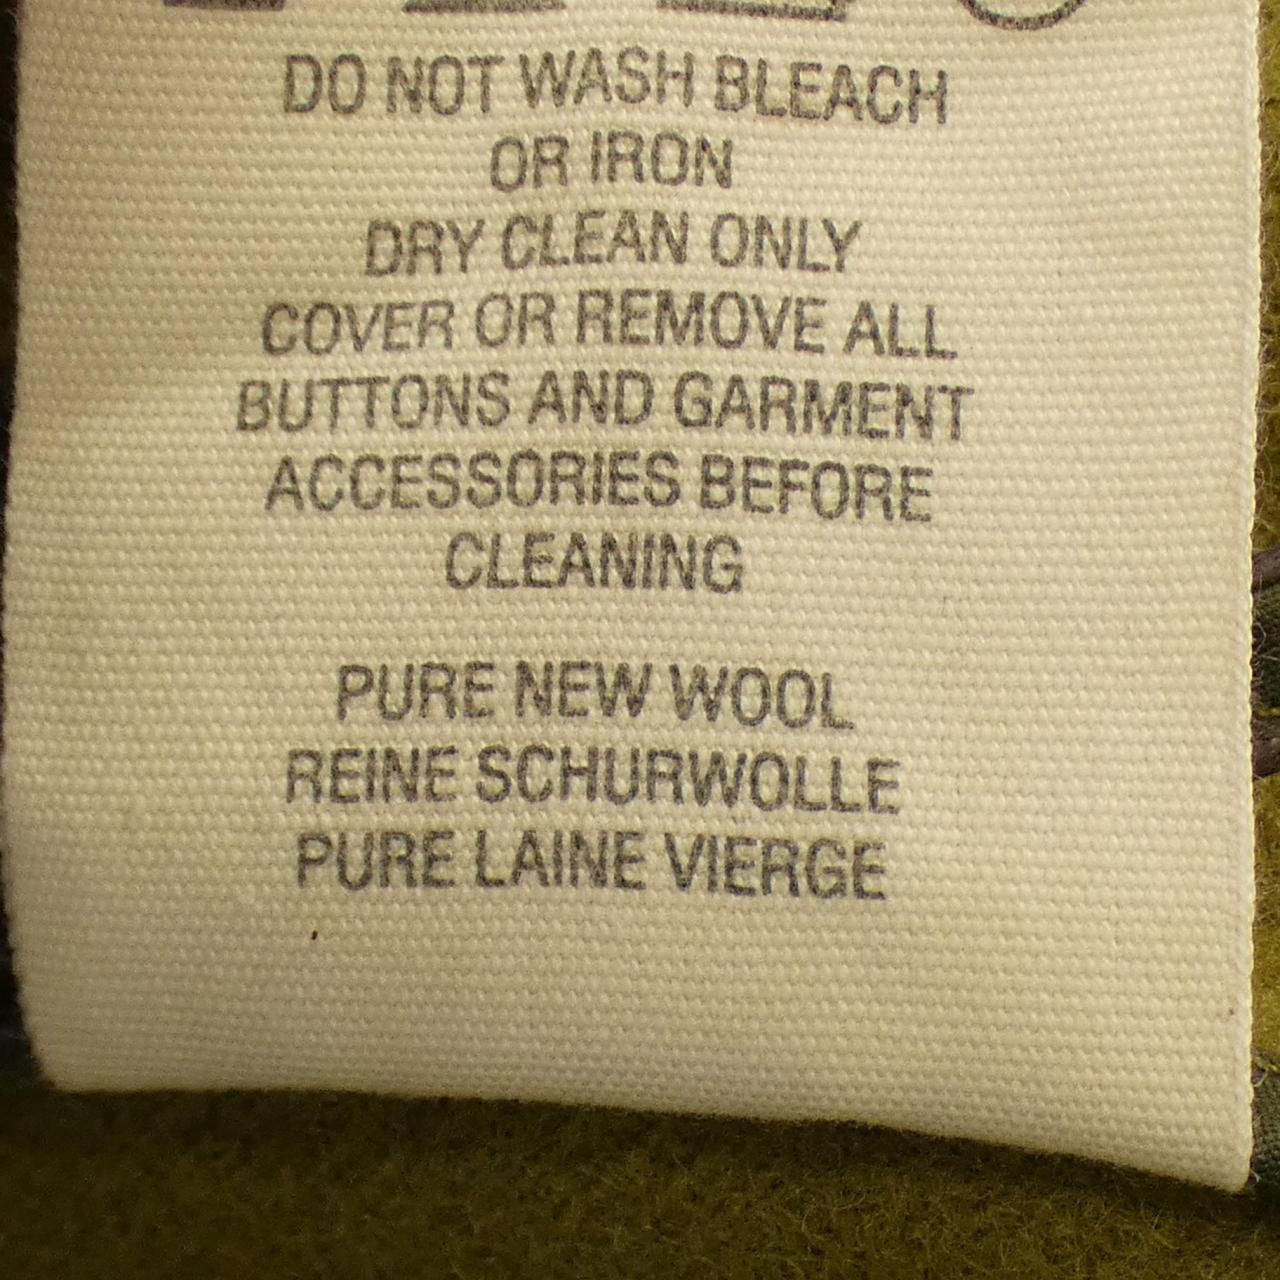 DO NOT WASH BLEACH
OR IRON
DRY CLEAN ONLY
COVER OR REMOVE ALL
BUTTONS AND GARMENT
ACCESSORIES BEFORE
CLEANING
PURE NEW WOOL
REINE SCHURWOLLE
PURE LAINE VIERGE